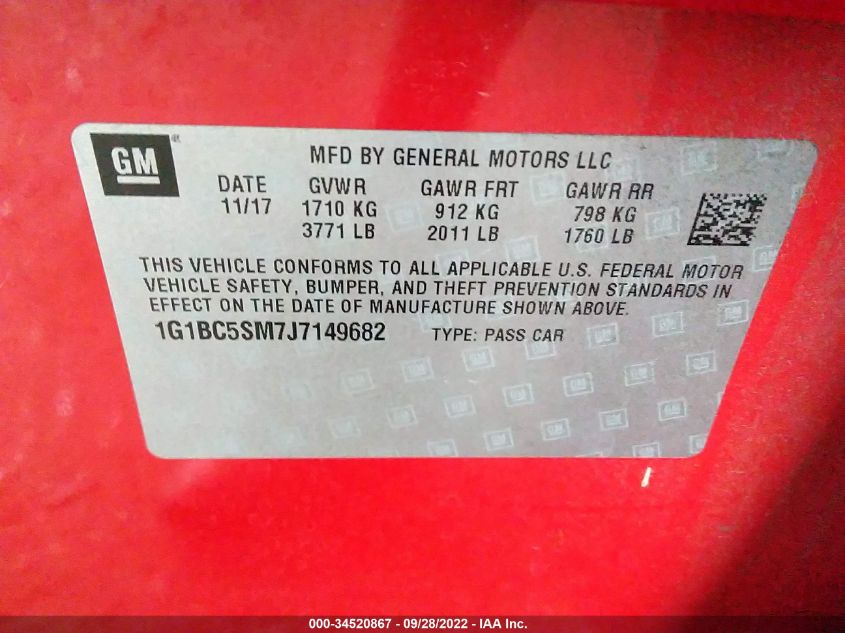 GM
MFD BY GENERAL MOTORS LLC
DATE GVWR GAWR FRT GAWR RR
11/17 1710 KG 912 KG 798 KG
3771 LB 2011 LB 1760 LB
THIS VEHICLE CONFORMS TO ALL APPLICABLE U.S. FEDERAL MOTOR
VEHICLE SAFETY, BUMPER, AND THEFT PREVENTION STANDARDS IN
EFFECT ON THE DATE OF MANUFACTURE SHOWN ABOVE.
1G1BC5SM7J7149682 TYPE: PASS CAR
000-34520867 - 09/28/2022 - IAA Inc.